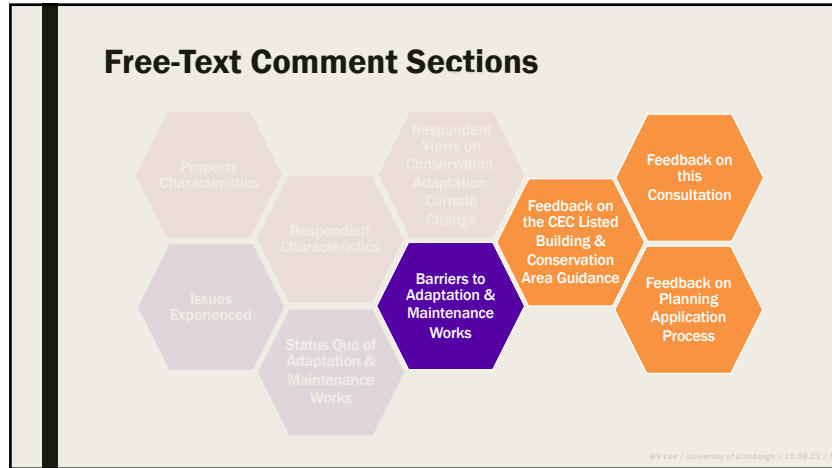 Free-Text Comment Sections
Property
Characteristics
Respondent
Characteristics
Respondent
Views on
Conservation,
Adaptation,
Climate
Change
Issues
Experienced
Status Quo of
Adaptation &
Maintenance
Works
Barriers to
Adaptation &
Maintenance
Works
Feedback on
the CEC Listed
Building &
Conservation
Area Guidance
Feedback on
this
Consultation
Feedback on
Planning
Application
Process
WV Lee / University of Edinburgh / 15.08.23 /